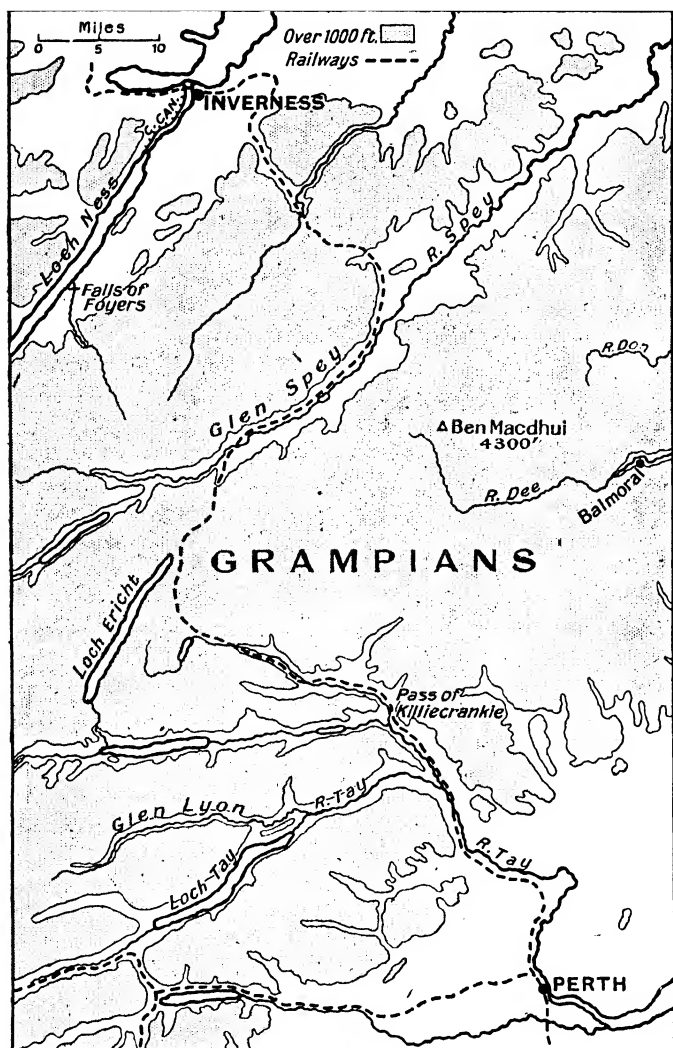 Miles
0 5 10
Over 1000 ft.
Railways
INVERNESS
C. CAN.
Loch Ness
Falls of
Foyers
R. Spey
Glen Spey
R. Don
Ben Macdhui
4300'
R. Dee
Balmoral
GRAMPIANS
Loch Ericht
Pass of
Killiecrankie
Glen Lyon
R. Tay
Loch Tay
R. Tay
PERTH